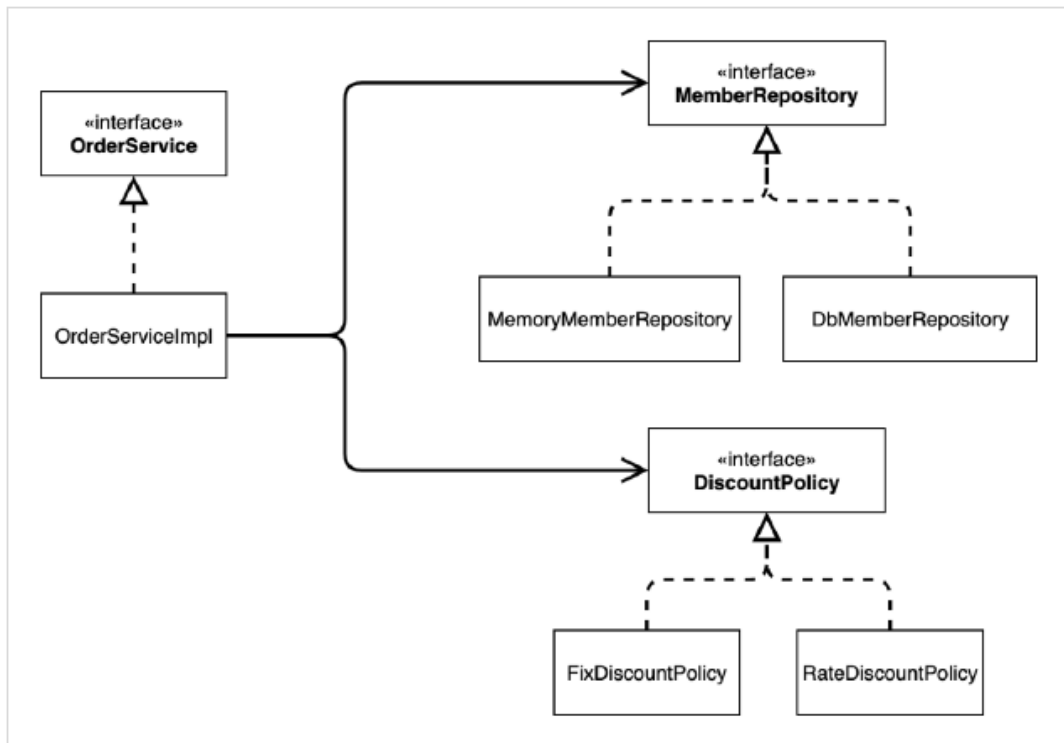 «interface»
OrderService
OrderServiceImpl
«interface»
MemberRepository
MemoryMemberRepository
DbMemberRepository
«interface»
DiscountPolicy
FixDiscountPolicy
RateDiscountPolicy